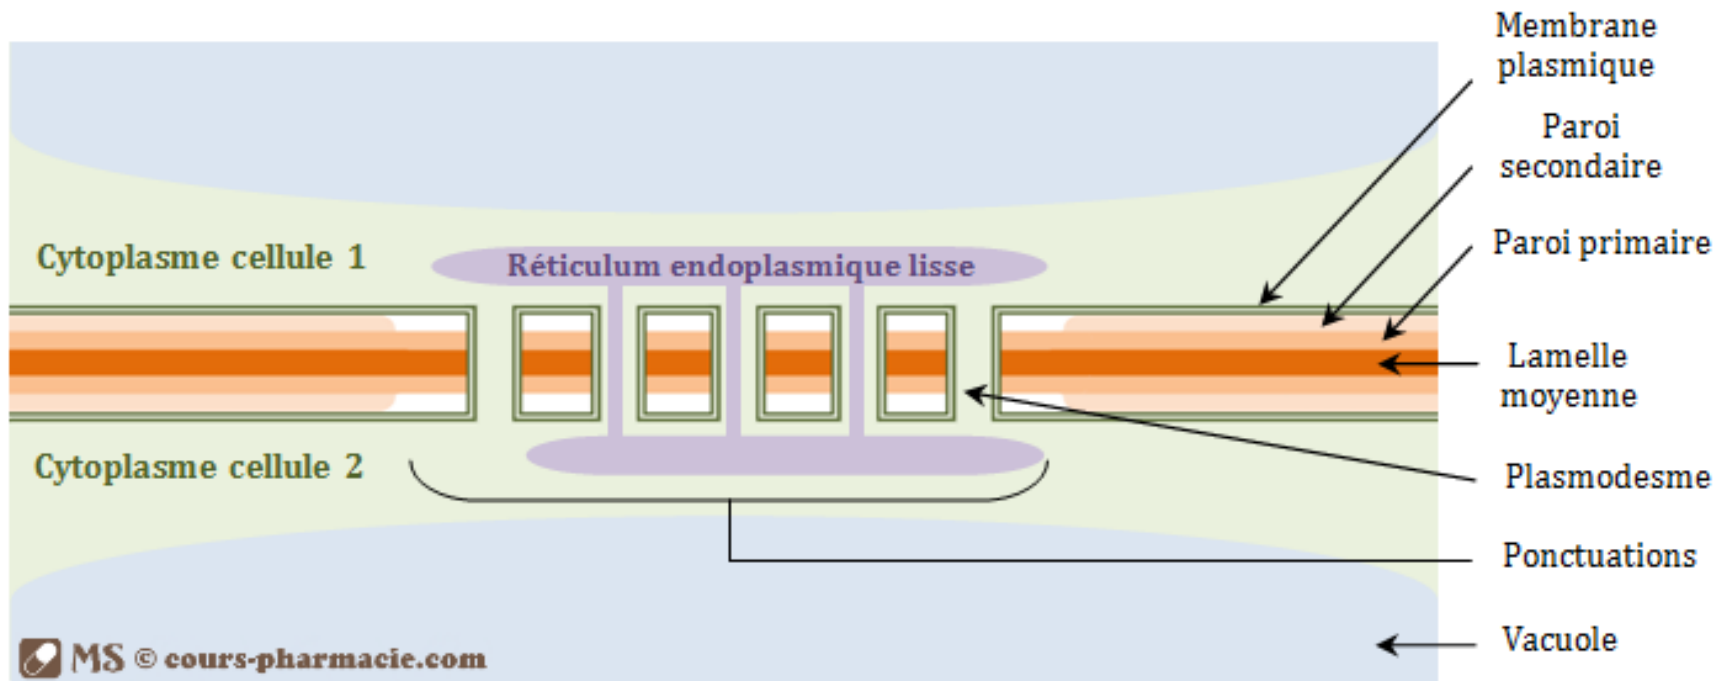 Membrane
plasmique
Paroi
secondaire
Paroi primaire
Cytoplasme cellule 1
Réticulum endoplasmique lisse
Lamelle
moyenne
Cytoplasme cellule 2
Plasmodesme
Ponctuations
Vacuole
MS © cours-pharmacie.com